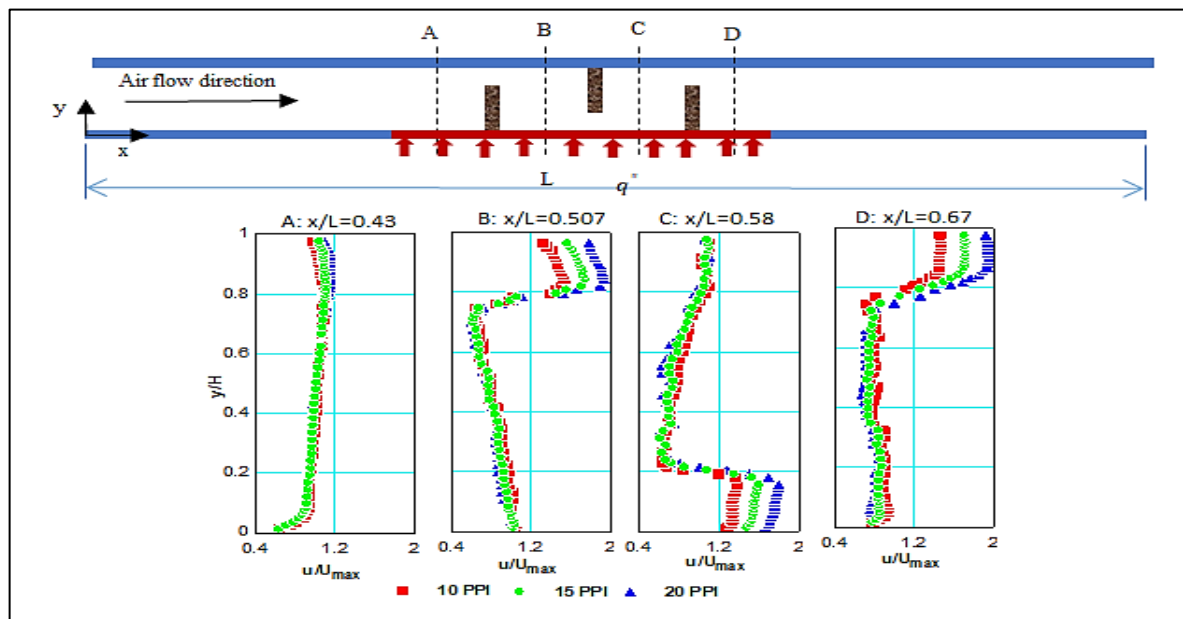 A B C D
Air flow direction
y
x
L q"
A: x/L=0.43 B: x/L=0.507 C: x/L=0.58 D: x/L=0.67
1
0.8
0.6
y/H
0.4
0.2
0
0.4 1.2 2 0.4 1.2 2 0.4 1.2 2 0.4 1.2 2
u/Umax u/Umax u/Umax u/Umax
10 PPI 15 PPI 20 PPI